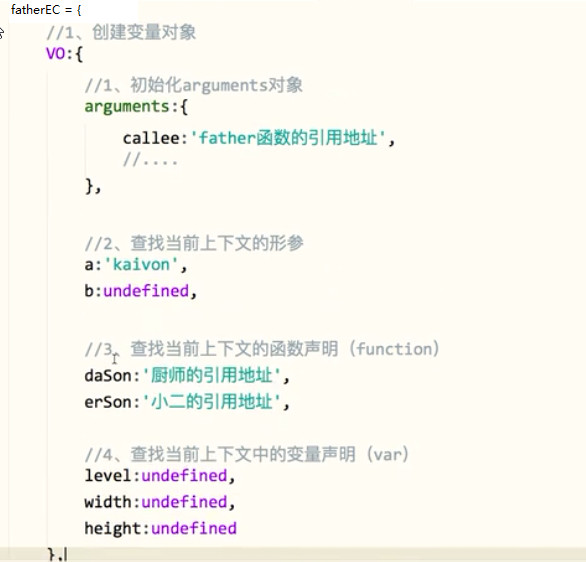 fatherEC = {
//1、创建变量对象
VO:{
//1、初始化arguments对象
arguments:{
callee:'father函数的引用地址',
//....
},
//2、查找当前上下文的形参
a:'kaivon',
b:undefined,
//3、查找当前上下文的函数声明（function）
daSon:'厨师的引用地址',
erSon:'小二的引用地址',
//4、查找当前上下文中的变量声明（var）
level:undefined,
width:undefined,
height:undefined
},